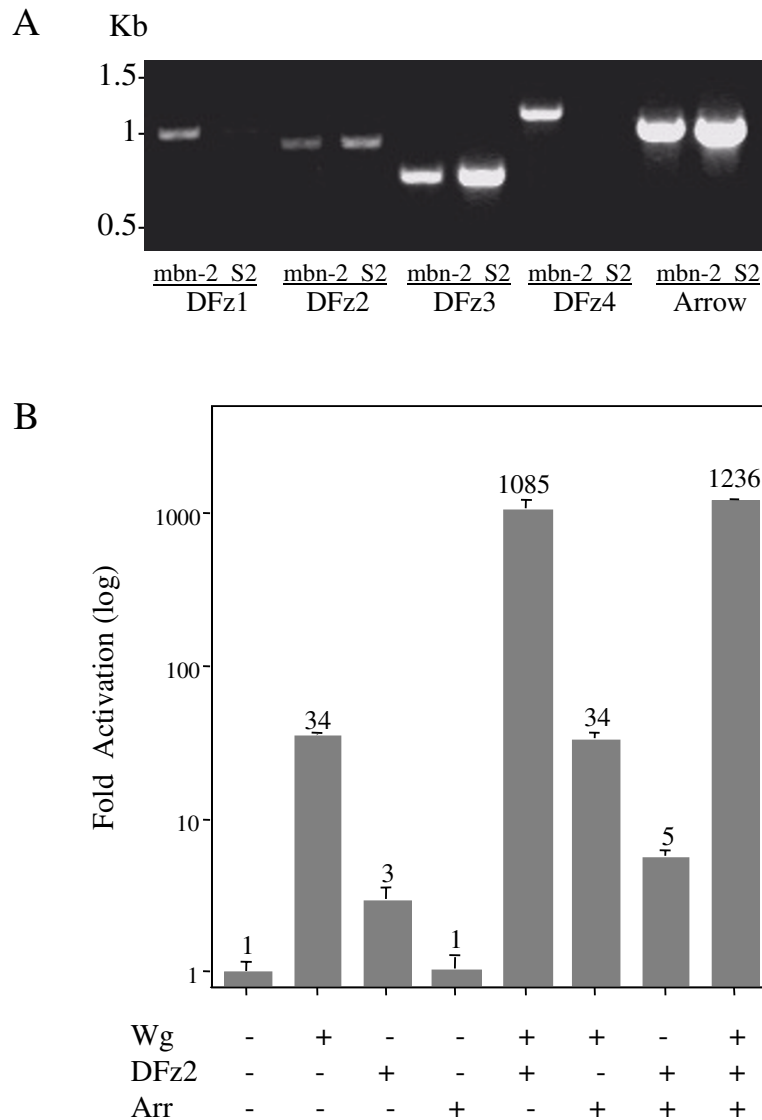 A
Kb
1.5
1
0.5
mbn-2 S2 mbn-2 S2 mbn-2 S2 mbn-2 S2 mbn-2 S2
DFz1 DFz2 DFz3 DFz4 Arrow
B
Fold Activation (log)
1000
100
10
1
1 34 3 1 1085 34 5 1236
Wg - + - - + + - +
DFz2 - - + - + - + +
Arr - - - + - + + +